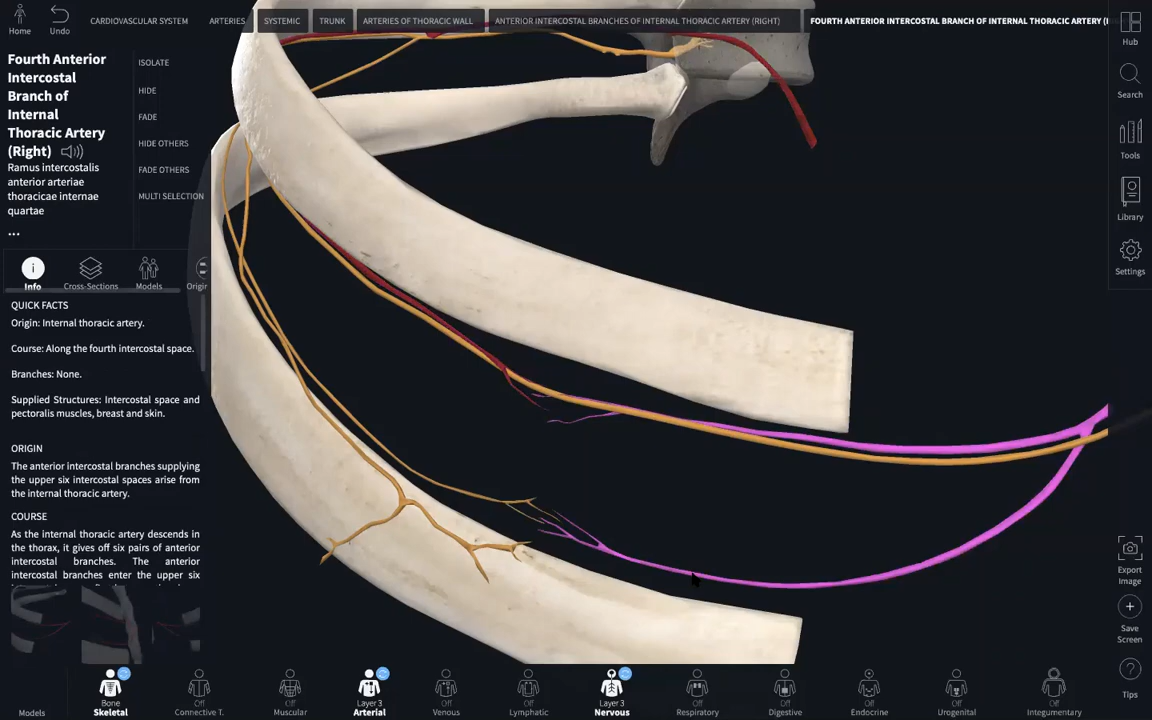 Home
Undo
CARDIOVASCULAR SYSTEM
ARTERIES
SYSTEMIC
TRUNK
ARTERIES OF THORACIC WALL
ANTERIOR INTERCOSTAL BRANCHES OF INTERNAL THORACIC ARTERY (RIGHT)
FOURTH ANTERIOR INTERCOSTAL BRANCH OF INTERNAL THORACIC ARTERY
Fourth Anterior
Intercostal
Branch of
Internal
Thoracic Artery
(Right)
Ramus intercostalis
anterior arteriae
thoracicae internae
quartae
...
ISOLATE
HIDE
FADE
HIDE OTHERS
FADE OTHERS
MULTI SELECTION
Info
Cross-Sections
Models
Origin
QUICK FACTS
Origin: Internal thoracic artery.
Course: Along the fourth intercostal space.
Branches: None.
Supplied Structures: Intercostal space and
pectoralis muscles, breast and skin.
ORIGIN
The anterior intercostal branches supplying
the upper six intercostal spaces arise from
the internal thoracic artery.
COURSE
As the internal thoracic artery descends in
the thorax, it gives off six pairs of anterior
intercostal branches. The anterior
intercostal branches enter the upper six
Hub
Search
Tools
Library
Settings
Export
Image
Save
Screen
Tips
Models
Bone
Skeletal
Off
Connective T.
Off
Muscular
Layer 3
Arterial
Off
Venous
Off
Lymphatic
Layer 3
Nervous
Off
Respiratory
Off
Digestive
Off
Endocrine
Off
Urogenital
Off
Integumentary